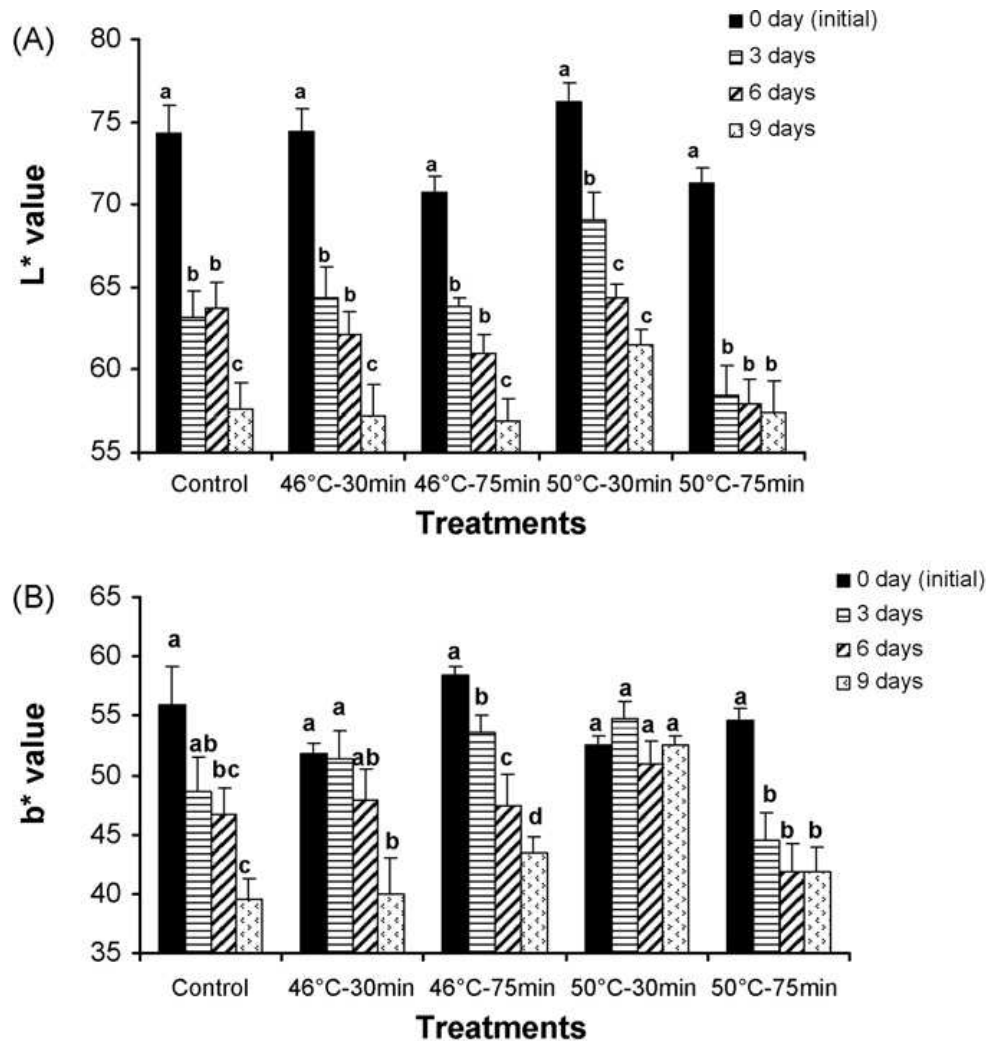 (A)
80
75
70
65
60
55
L* value
0 day (initial)
3 days
6 days
9 days
a b b c
a b b c
a b b c
a b c c
a b b b
Control 46°C-30min 46°C-75min 50°C-30min 50°C-75min
Treatments
(B)
65
60
55
50
45
40
35
b* value
0 day (initial)
3 days
6 days
9 days
a ab bc c
a a ab b
a b c d
a a a a
a b b b
Control 46°C-30min 46°C-75min 50°C-30min 50°C-75min
Treatments